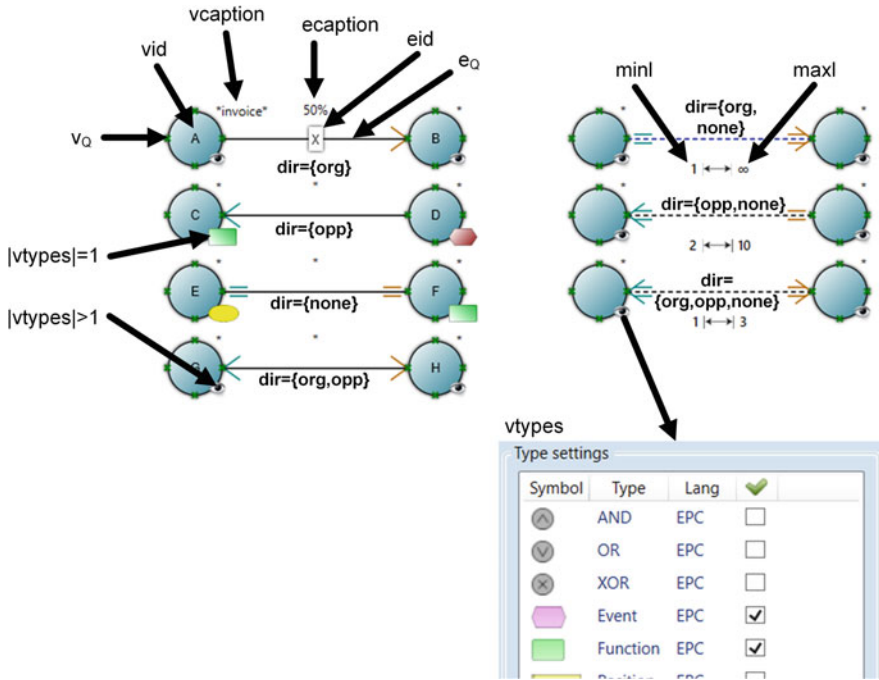 vcaption
ecaption
vid
eid
eQ
*invoice*
50%
*
*
vQ
A
X
B
dir={org}
*
*
*
C
D
dir={opp}
|vtypes|=1
*
*
*
E
F
dir={none}
|vtypes|>1
*
*
*
G
H
dir={org,opp}
minl
maxl
*
dir={org,
none}
*
1
∞
*
dir={opp,none}
*
2
10
*
dir=
{org,opp,none}
*
1
3
vtypes
Type settings
Symbol Type Lang
AND EPC
OR EPC
XOR EPC
Event EPC
Function EPC
Position EPC